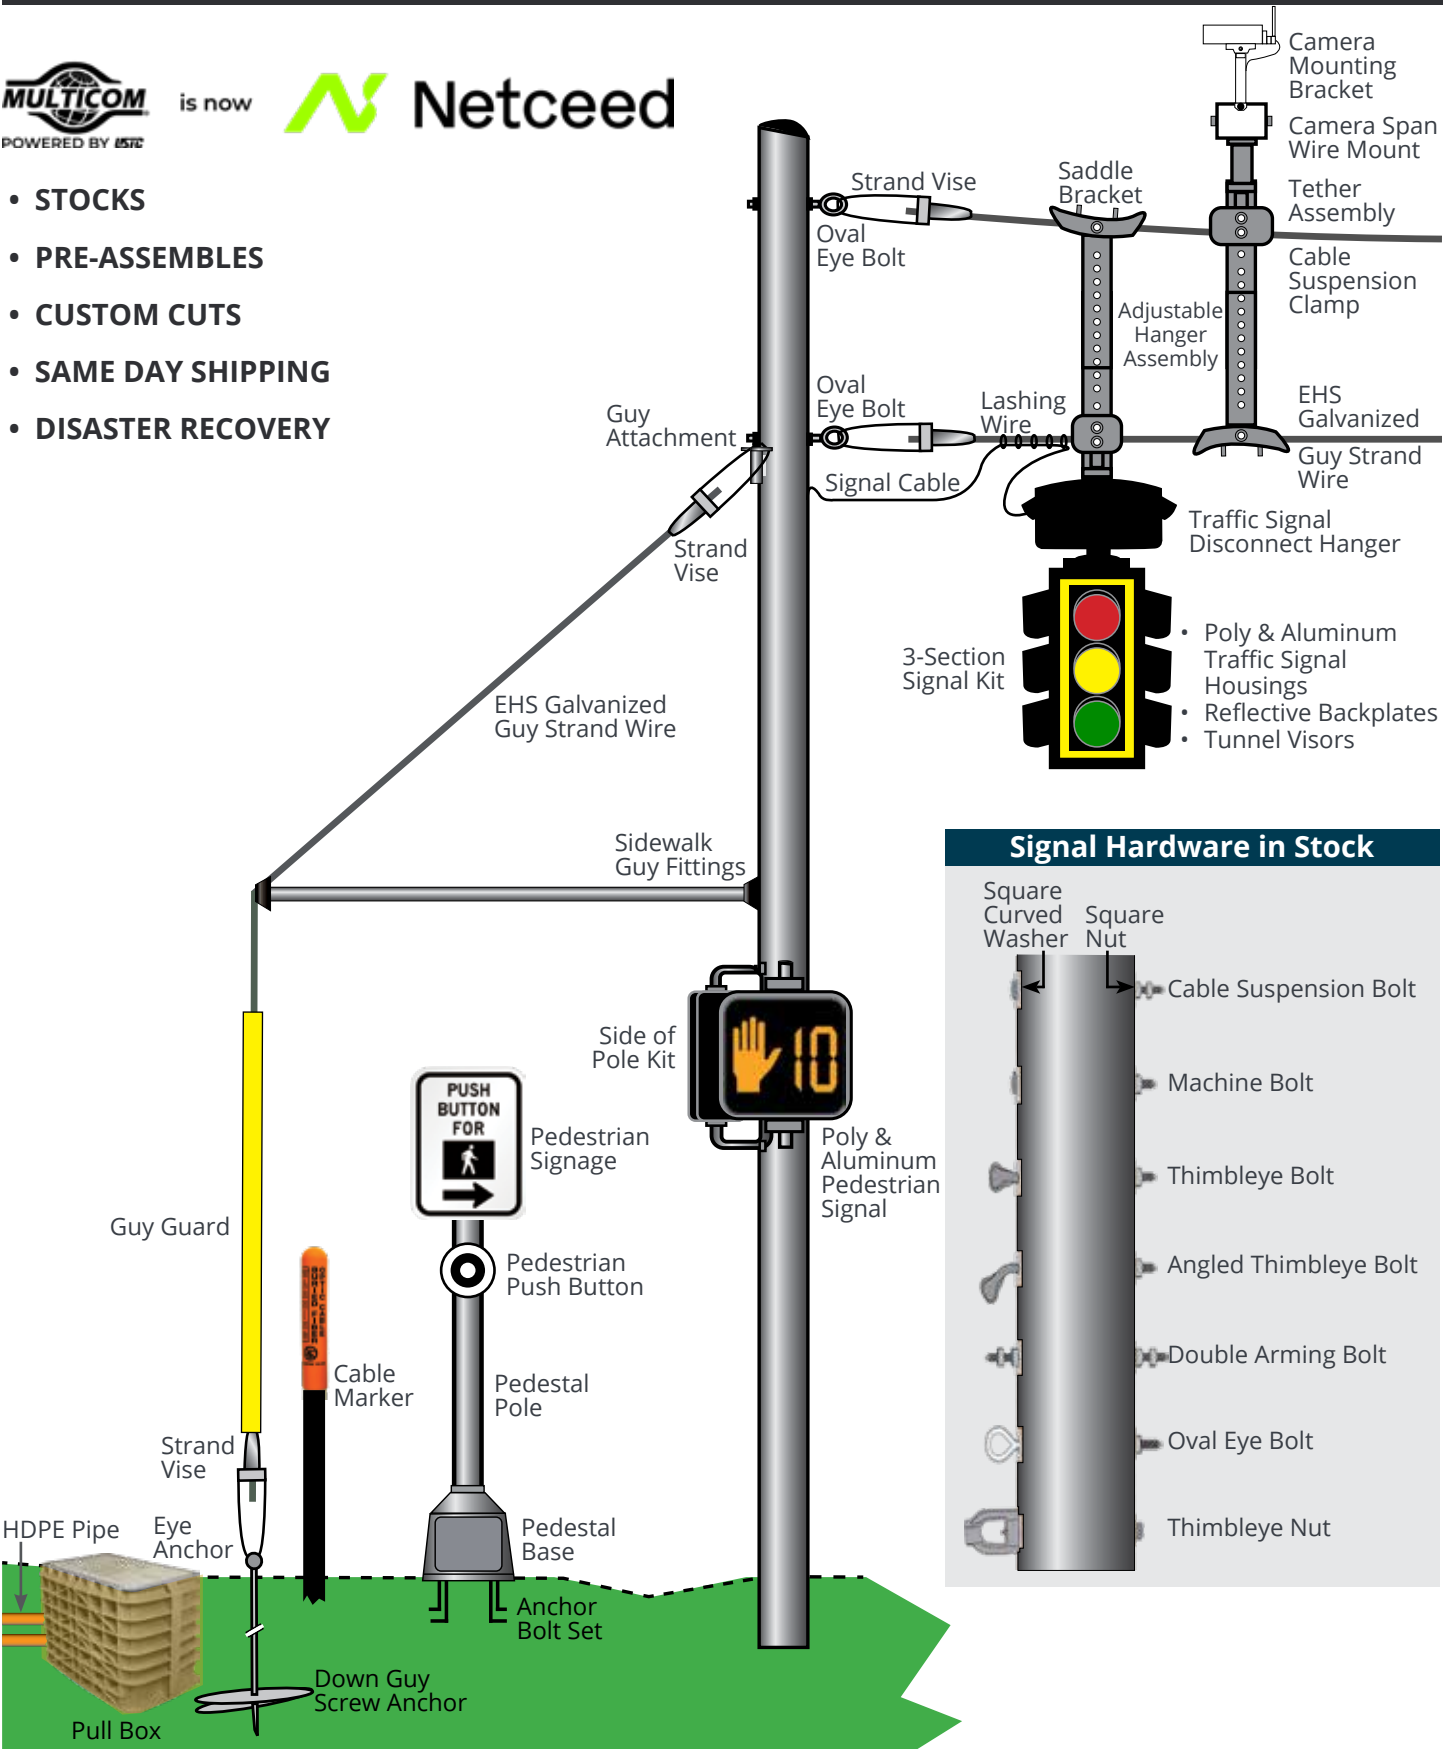 MULTICOM
POWERED BY USTC
is now
Netceed
• STOCKS
• PRE-ASSEMBLES
• CUSTOM CUTS
• SAME DAY SHIPPING
• DISASTER RECOVERY
Camera
Mounting
Bracket
Camera Span
Wire Mount
Tether
Assembly
Cable
Suspension
Clamp
Strand Vise
Saddle
Bracket
Oval
Eye Bolt
Adjustable
Hanger
Assembly
Oval
Eye Bolt
Lashing
Wire
EHS
Galvanized
Guy Strand
Wire
Guy
Attachment
Signal Cable
Strand
Vise
Traffic Signal
Disconnect Hanger
3-Section
Signal Kit
• Poly & Aluminum
Traffic Signal
Housings
• Reflective Backplates
• Tunnel Visors
EHS Galvanized
Guy Strand Wire
Sidewalk
Guy Fittings
Side of
Pole Kit
10
Poly &
Aluminum
Pedestrian
Signal
PUSH
BUTTON
FOR
Pedestrian
Signage
Guy Guard
Pedestrian
Push Button
BURIED FIBER
OPTIC CABLE
Cable
Marker
Pedestal
Pole
Strand
Vise
HDPE Pipe
Eye
Anchor
Pedestal
Base
Anchor
Bolt Set
Down Guy
Screw Anchor
Pull Box
Signal Hardware in Stock
Square
Curved
Washer
Square
Nut
Cable Suspension Bolt
Machine Bolt
Thimbleye Bolt
Angled Thimbleye Bolt
Double Arming Bolt
Oval Eye Bolt
Thimbleye Nut